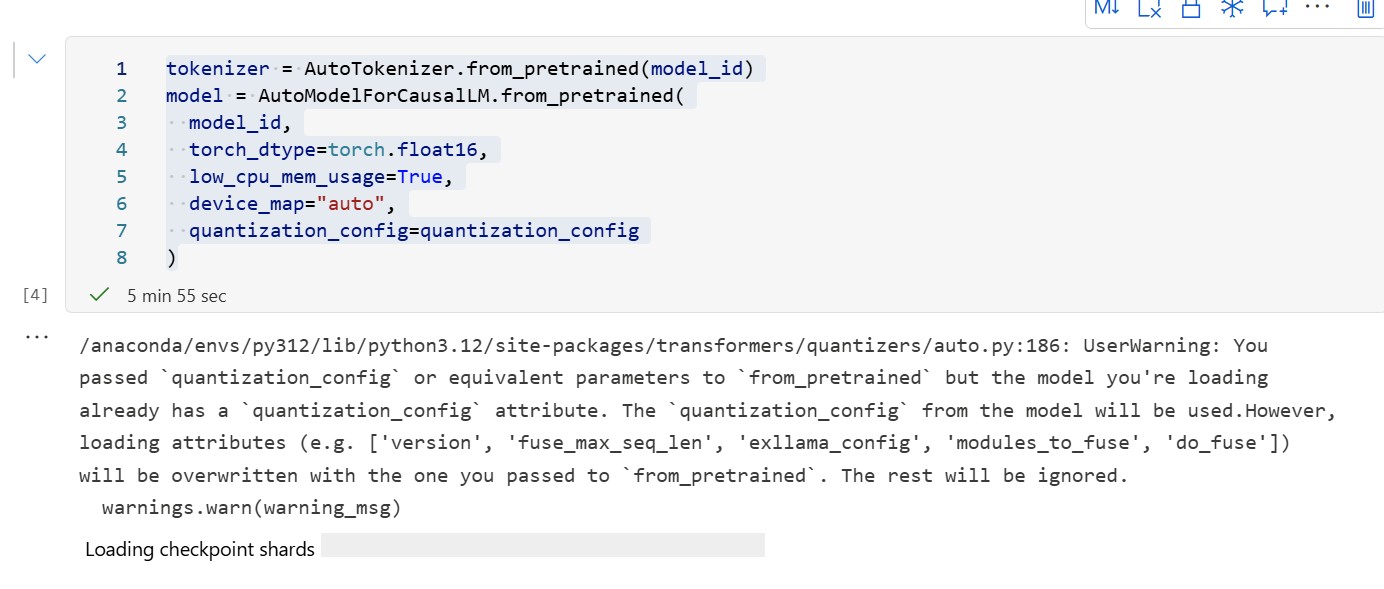 M↓
1 tokenizer = AutoTokenizer.from_pretrained(model_id)
2 model = AutoModelForCausalLM.from_pretrained(
3 model_id,
4 torch_dtype=torch.float16,
5 low_cpu_mem_usage=True,
6 device_map="auto",
7 quantization_config=quantization_config
8 )
[4] 5 min 55 sec
/anaconda/envs/py312/lib/python3.12/site-packages/transformers/quantizers/auto.py:186: UserWarning: You
passed `quantization_config` or equivalent parameters to `from_pretrained` but the model you're loading
already has a `quantization_config` attribute. The `quantization_config` from the model will be used.However,
loading attributes (e.g. ['version', 'fuse_max_seq_len', 'exllama_config', 'modules_to_fuse', 'do_fuse'])
will be overwritten with the one you passed to `from_pretrained`. The rest will be ignored.
warnings.warn(warning_msg)
Loading checkpoint shards